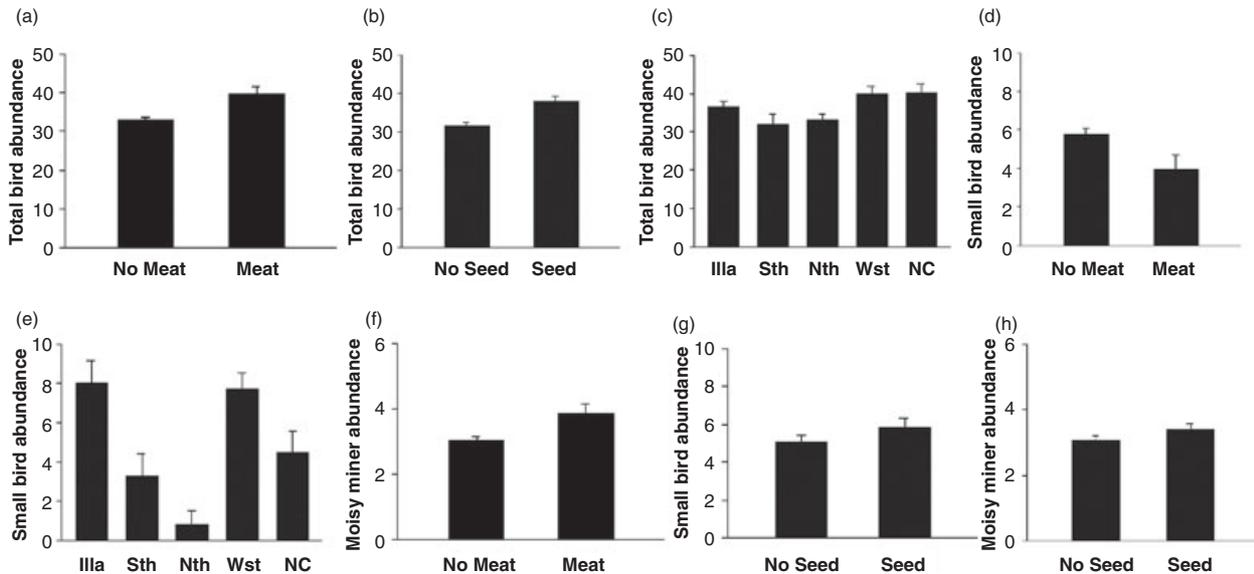 (a)
Total bird abundance
50
40
30
20
10
0
No Meat Meat
(b)
Total bird abundance
50
40
30
20
10
0
No Seed Seed
(c)
Total bird abundance
50
40
30
20
10
0
Illa Sth Nth Wst NC
(d)
Small bird abundance
10
8
6
4
2
0
No Meat Meat
(e)
Small bird abundance
10
8
6
4
2
0
Illa Sth Nth Wst NC
(f)
Moisy miner abundance
6
4
2
0
No Meat Meat
(g)
Small bird abundance
10
8
6
4
2
0
No Seed Seed
(h)
Moisy miner abundance
6
4
2
0
No Seed Seed